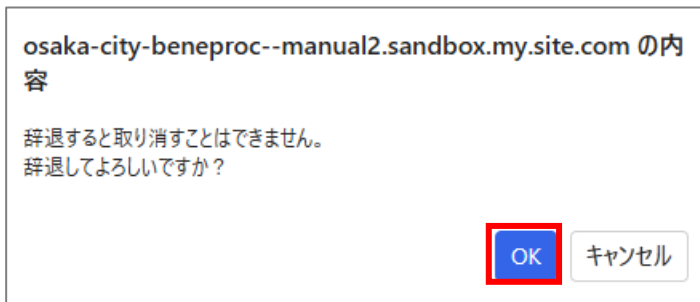 osaka-city-beneproc--manual2.sandbox.my.site.com の内
容
辞退すると取り消すことはできません。
辞退してよろしいですか？
OK キャンセル